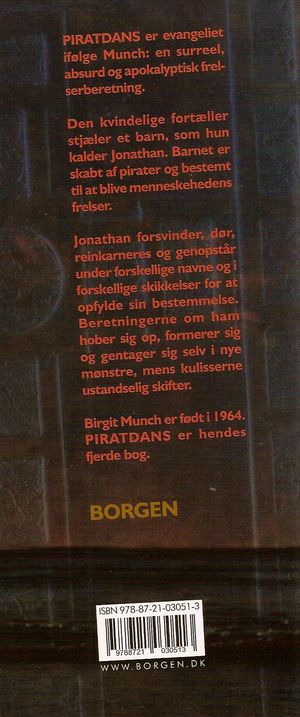 PIRATDANS er evangeliet
ifølge Munch: en surreel,
absurd og apokalyptisk frel-
serberetning.
Den kvindelige fortæller
stjæler et barn, som hun
kalder Jonathan. Barnet er
skabt af pirater og bestemt
til at blive menneskehedens
frelser.
Jonathan forsvinder, dør,
reinkarneres og genopstår
under forskellige navne og i
forskellige skikkelser for at
opfylde sin bestemmelse.
Beretningerne om ham
hober sig op, formerer sig
og gentager sig selv i nye
mønstre, mens kulisserne
ustandselig skifter.
Birgit Munch er født i 1964.
PIRATDANS er hendes
fjerde bog.
BORGEN
ISBN 978-87-21-03051-3
9 788721 030513
WWW.BORGEN.DK